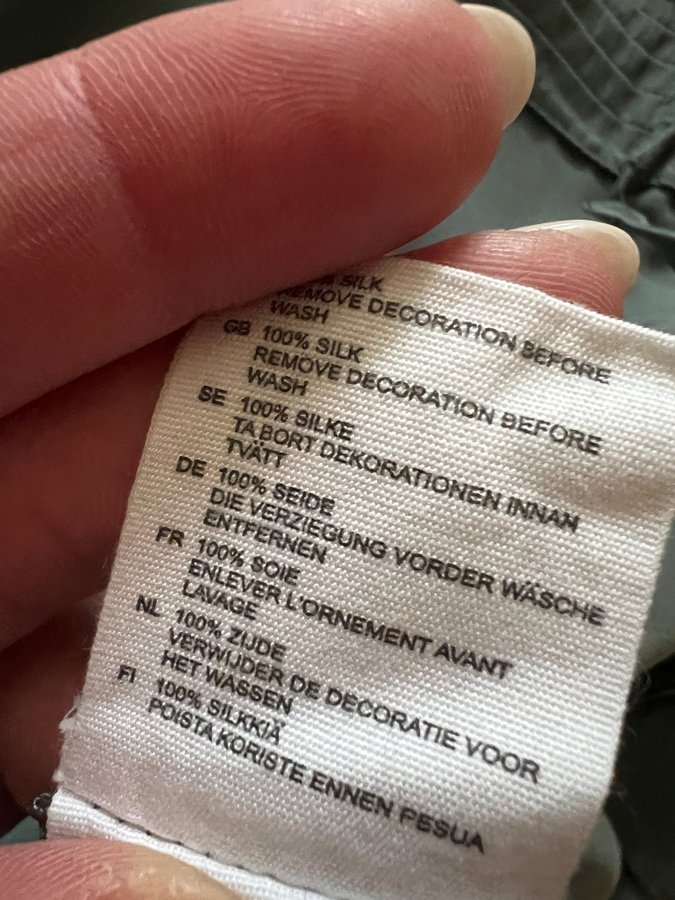 % SILK
REMOVE DECORATION BEFORE
WASH
GB 100% SILK
REMOVE DECORATION BEFORE
WASH
SE 100% SILKE
TA BORT DEKORATIONEN INNAN
TVÄTT
DE 100% SEIDE
DIE VERZIEGUNG VORDER WÄSCHE
ENTFERNEN
FR 100% SOIE
ENLEVER L'ORNEMENT AVANT
LAVAGE
NL 100% ZIJDE
VERWIJDER DE DECORATIE VOOR
HET WASSEN
FI 100% SILKKIÄ
POISTA KORISTE ENNEN PESUA